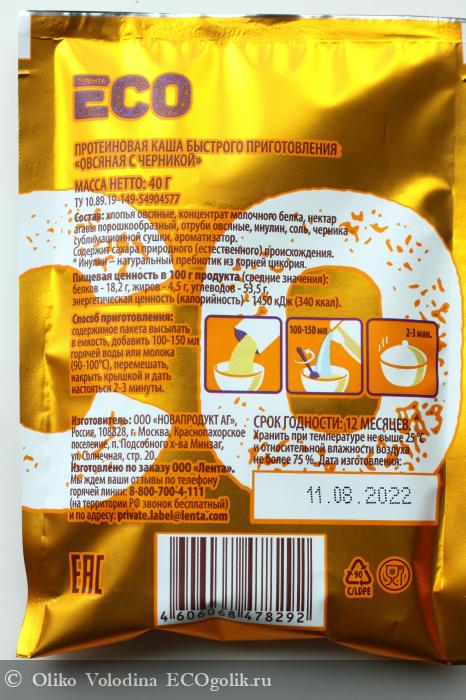 ЛЕНТА
ECO
ПРОТЕИНОВАЯ КАША БЫСТРОГО ПРИГОТОВЛЕНИЯ
«ОВСЯНАЯ С ЧЕРНИКОЙ»
МАССА НЕТТО: 40 Г
ТУ 10.89.19-149-54904577
Состав: хлопья овсяные, концентрат молочного белка, нектар
агавы порошкообразный, отруби овсяные, инулин, соль, черника
сублимационной сушки, ароматизатор.
Содержит сахара природного (естественного) происхождения.
* Инулин – натуральный пребиотик из корней цикория.
Пищевая ценность в 100 г продукта (средние значения):
белков - 18,2 г, жиров - 4,5 г, углеводов - 53,5 г,
энергетическая ценность (калорийность) - 1450 кДж (340 ккал).
Способ приготовления:
содержимое пакета высыпать
в емкость, добавить 100-150 мл
горячей воды или молока
(90-100°С), перемешать,
накрыть крышкой и дать
настояться 2-3 минуты.
100-150 мл
2-3 мин.
Изготовитель: ООО «НОВАПРОДУКТ АГ»,
Россия, 108828, г. Москва, Краснопахорское
поселение, п. Подсобного х-ва Минзаг,
ул. Солнечная, стр. 20.
Изготовлено по заказу ООО «Лента».
Мы ждем ваши отзывы по телефону
горячей линии: 8-800-700-4-111
(на территории РФ звонок бесплатный)
и по адресу: private.label@lenta.com
СРОК ГОДНОСТИ: 12 МЕСЯЦЕВ.
Хранить при температуре не выше 25°С
и относительной влажности воздуха
не более 75 %. Дата изготовления:
11.08.2022
EAC
4 606068 478292
90
C/LDPE
© Oliko Volodina ECOgolik.ru